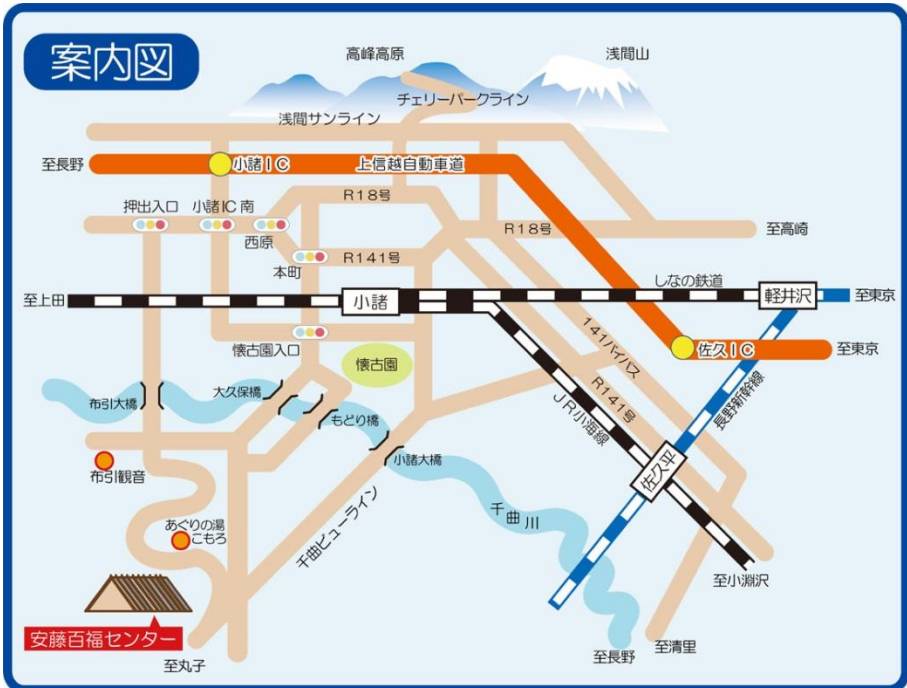 案内図
高峰高原
浅間山
チェリーパークライン
浅間サンライン
至長野
小諸IC
上信越自動車道
R18号
押出入口
小諸IC南
西原
R18号
至高崎
本町
R141号
しなの鉄道
至上田
小諸
軽井沢
至東京
懐古園入口
懐古園
141バイパス
佐久IC
至東京
R141号
JR小海線
長野新幹線
大久保橋
布引大橋
もどり橋
小諸大橋
布引観音
佐久平
千曲川
あぐりの湯
こもろ
千曲ビューライン
至小淵沢
安藤百福センター
至丸子
至長野
至清里